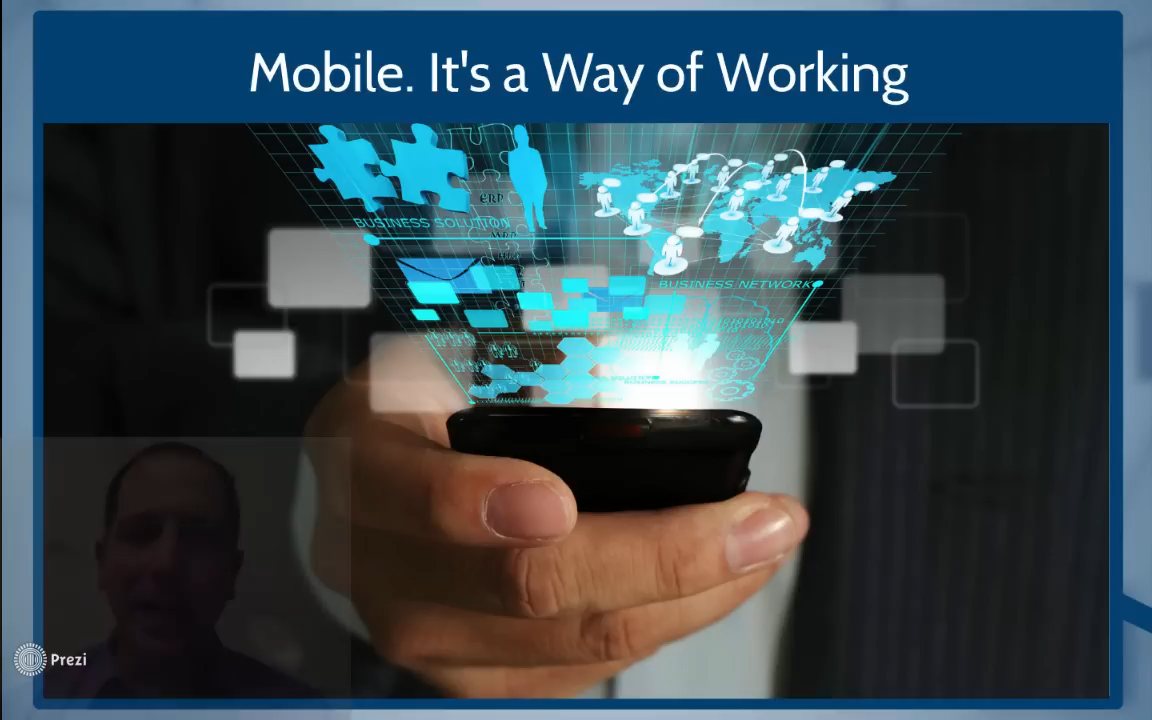 Mobile. It's a Way of Working
ERP
BUSINESS SOLUTION
BUSINESS NETWORK
Prezi